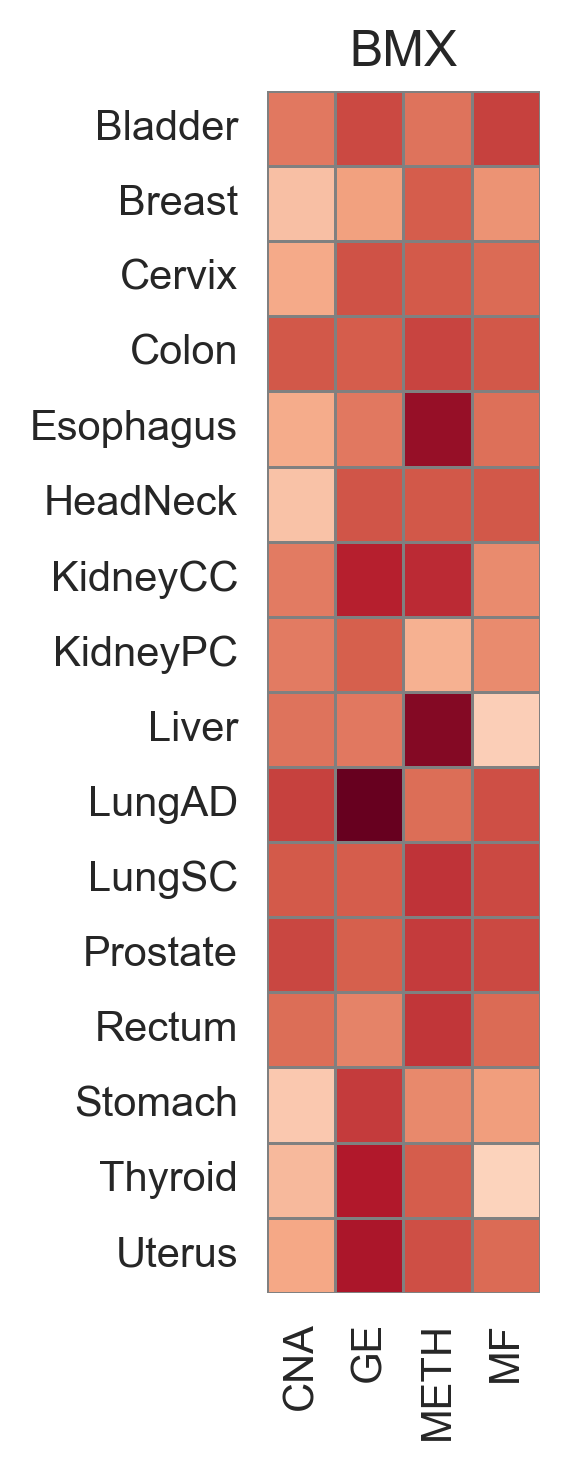 BMX
Bladder
Breast
Cervix
Colon
Esophagus
HeadNeck
KidneyCC
KidneyPC
Liver
LungAD
LungSC
Prostate
Rectum
Stomach
Thyroid
Uterus
CNA
GE
METH
MF